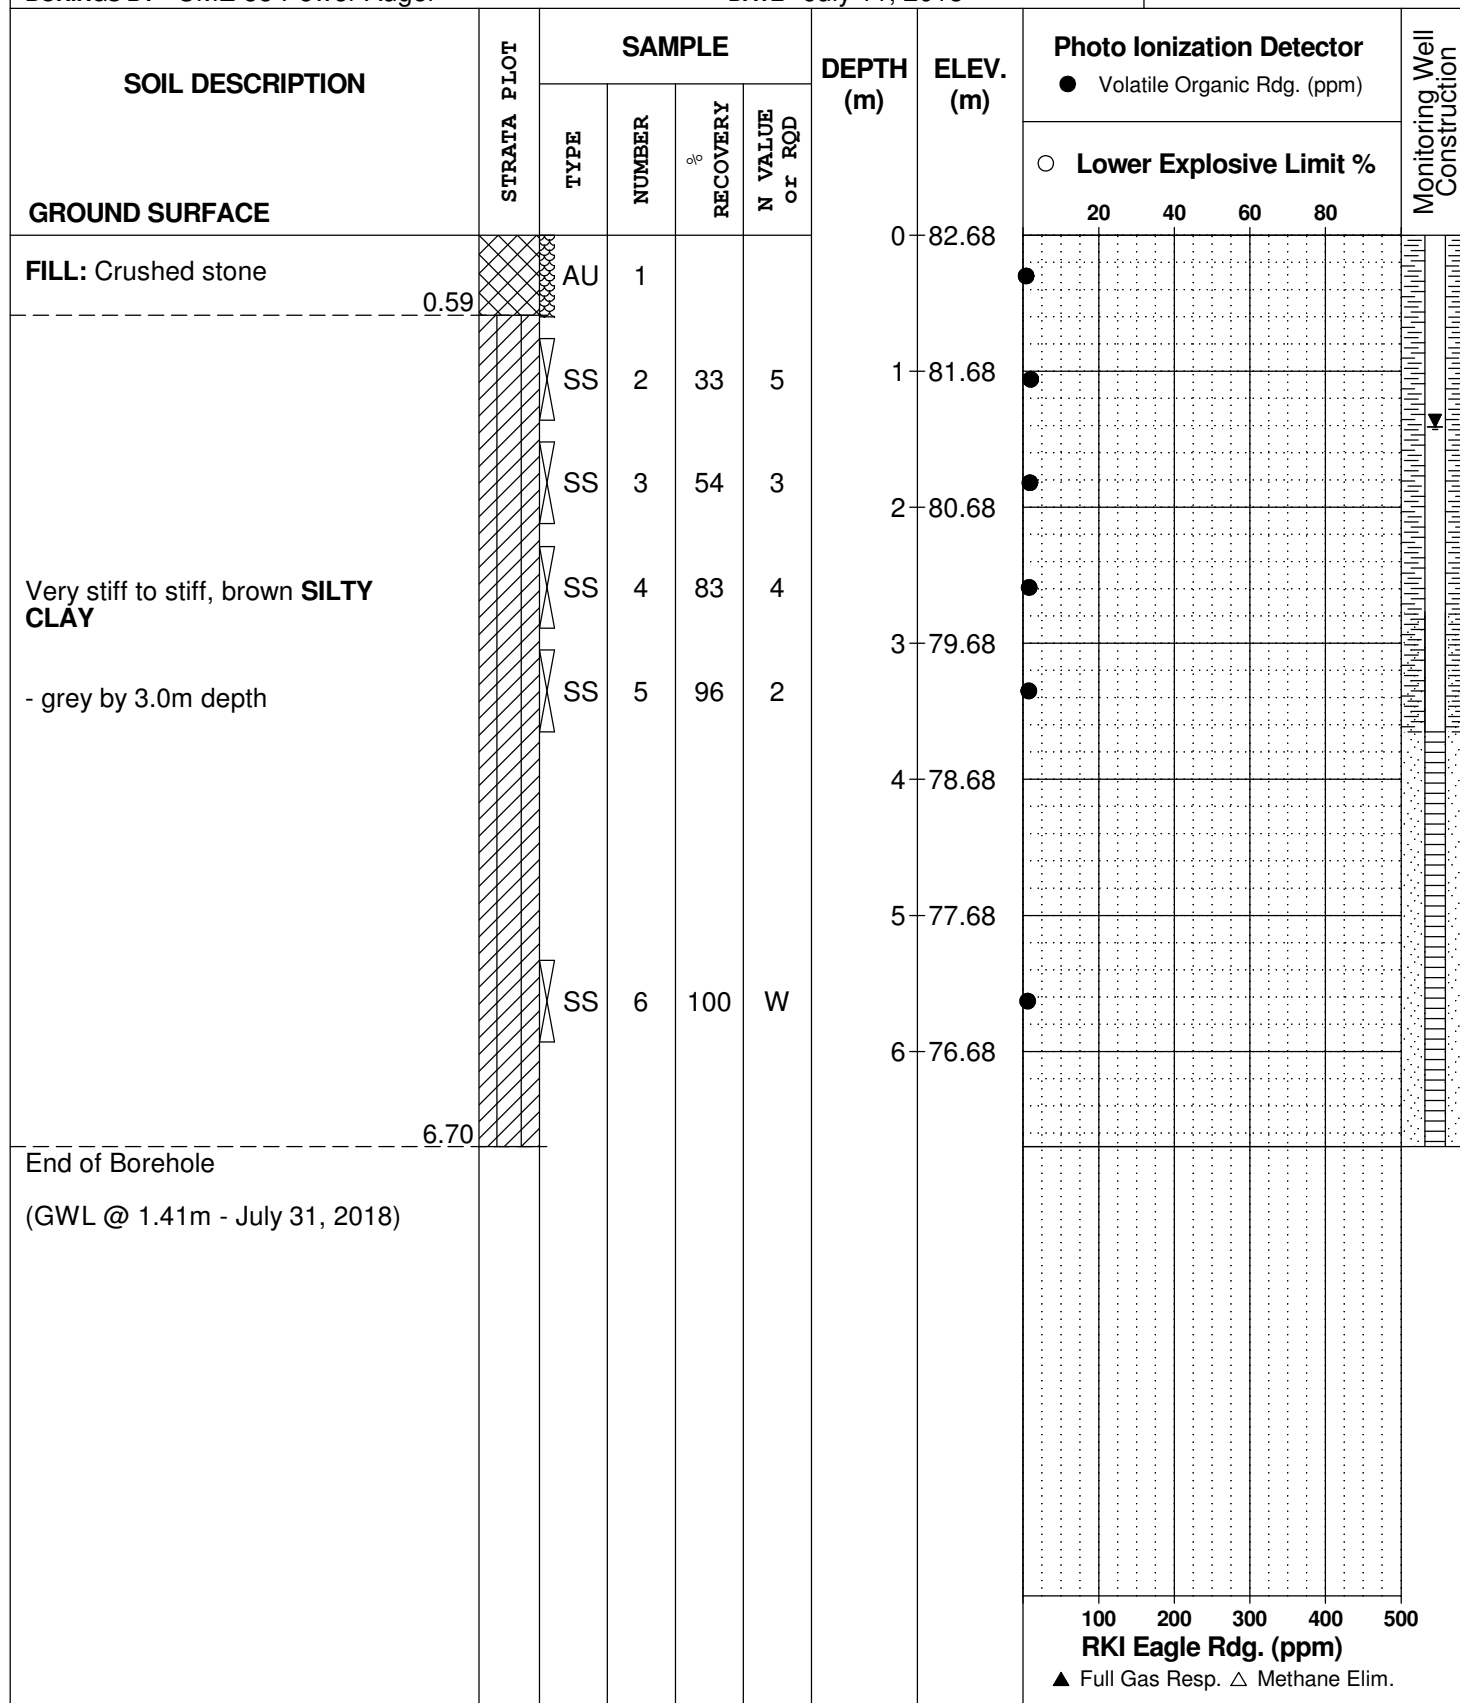 SOIL DESCRIPTION
GROUND SURFACE
STRATA PLOT
SAMPLE
TYPE
NUMBER
% RECOVERY
N VALUE or RQD
DEPTH (m)
ELEV. (m)
Photo Ionization Detector
● Volatile Organic Rdg. (ppm)
○ Lower Explosive Limit %
20 40 60 80
Monitoring Well Construction
0 82.68
FILL: Crushed stone
0.59
AU 1
SS 2 33 5
1 81.68
SS 3 54 3
2 80.68
Very stiff to stiff, brown SILTY
CLAY
SS 4 83 4
3 79.68
- grey by 3.0m depth
SS 5 96 2
4 78.68
5 77.68
SS 6 100 W
6 76.68
6.70
End of Borehole
(GWL @ 1.41m - July 31, 2018)
100 200 300 400 500
RKI Eagle Rdg. (ppm)
▲ Full Gas Resp. △ Methane Elim.